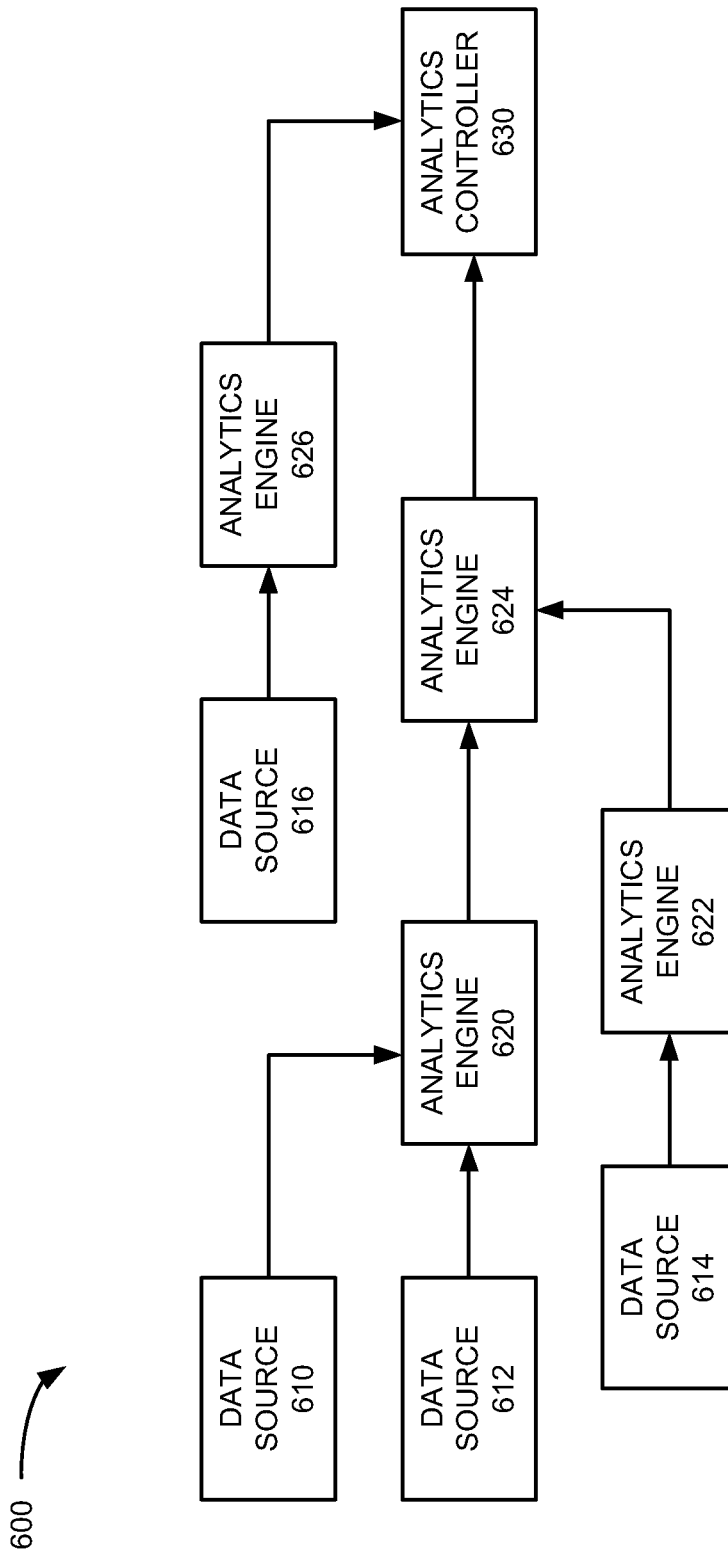 600
DATA
SOURCE
610
DATA
SOURCE
616
ANALYTICS
ENGINE
626
DATA
SOURCE
612
ANALYTICS
ENGINE
620
ANALYTICS
ENGINE
624
ANALYTICS
CONTROLLER
630
DATA
SOURCE
614
ANALYTICS
ENGINE
622